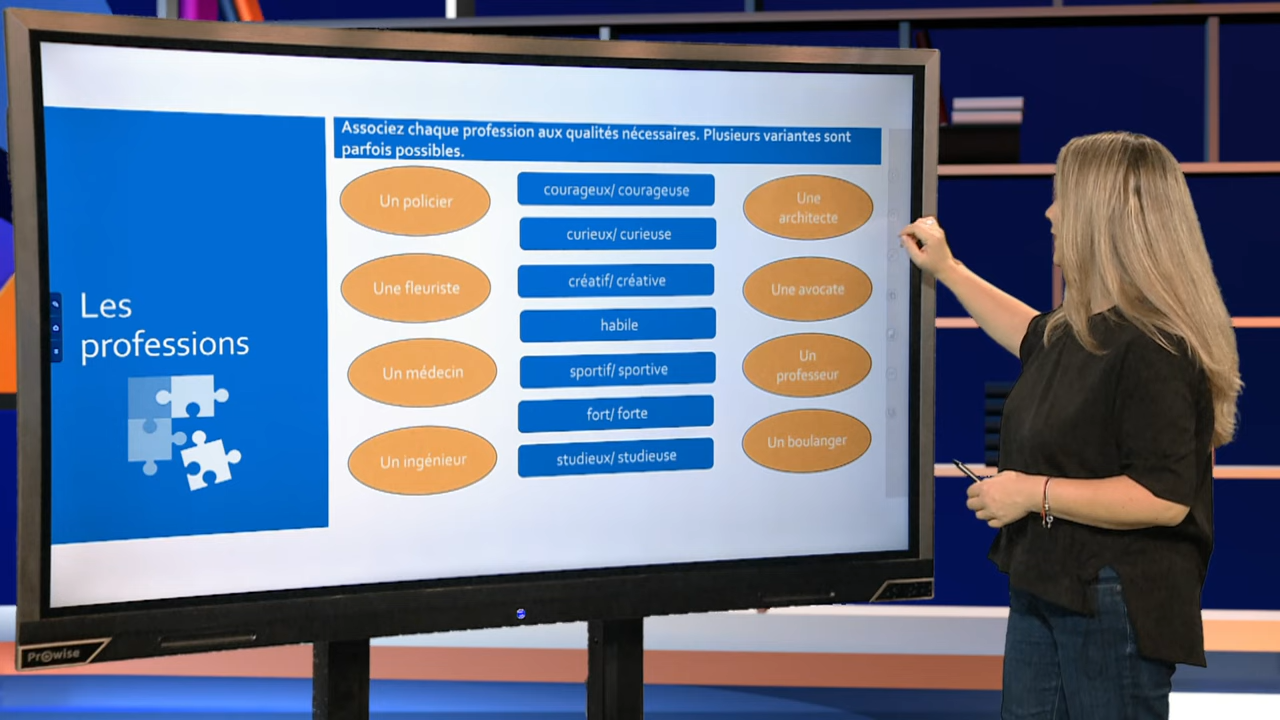 Associez chaque profession aux qualités nécessaires. Plusieurs variantes sont
parfois possibles.
Les
professions
Un policier
Une fleuriste
Un médecin
Un ingénieur
courageux/ courageuse
curieux/ curieuse
créatif/ créative
habile
sportif/ sportive
fort/ forte
studieux/ studieuse
Une
architecte
Une avocate
Un
professeur
Un boulanger
Prowise